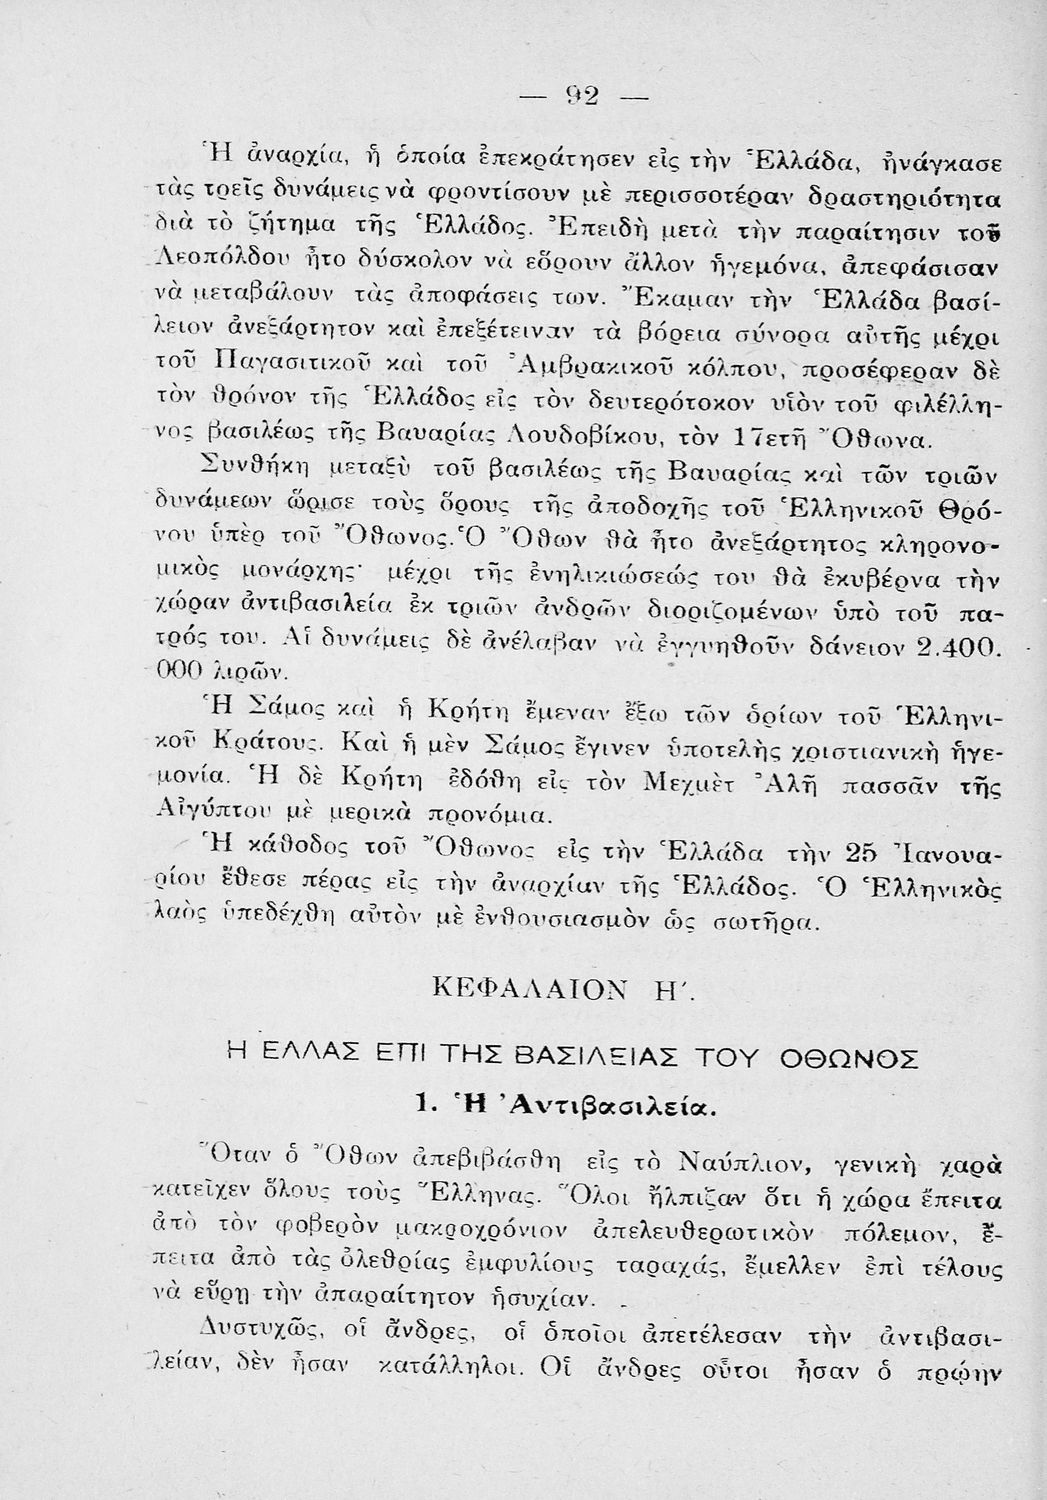 — 92 —
Ἡ ἀναρχία, ἡ ὁποία ἐπεκράτησεν εἰς τὴν Ἑλλάδα, ἠνάγκασε
τὰς τρεῖς δυνάμεις νὰ φροντίσουν μὲ περισσοτέραν δραστηριότητα
διὰ τὸ ζήτημα τῆς Ἑλλάδος. Ἐπειδὴ μετὰ τὴν παραίτησιν τοῦ
Λεοπόλδου ἦτο δύσκολον νὰ εὕρουν ἄλλον ἡγεμόνα, ἀπεφάσισαν
νὰ μεταβάλουν τὰς ἀποφάσεις των. Ἔκαμαν τὴν Ἑλλάδα βασί-
λειον ἀνεξάρτητον καὶ ἐπεξέτειναν τὰ βόρεια σύνορα αὐτῆς μέχρι
τοῦ Παγασιτικοῦ καὶ τοῦ Ἀμβρακικοῦ κόλπου, προσέφεραν δὲ
τὸν θρόνον τῆς Ἑλλάδος εἰς τὸν δευτερότοκον υἱὸν τοῦ φιλέλλη-
νος βασιλέως τῆς Βαυαρίας Λουδοβίκου, τὸν 17ετῆ Ὄθωνα.
Συνθήκη μεταξὺ τοῦ βασιλέως τῆς Βαυαρίας καὶ τῶν τριῶν
δυνάμεων ὥρισε τοὺς ὅρους τῆς ἀποδοχῆς τοῦ Ἑλληνικοῦ Θρό-
νου ὑπὲρ τοῦ Ὄθωνος. Ὁ Ὄθων θὰ ἦτο ἀνεξάρτητος κληρονο-
μικὸς μονάρχης· μέχρι τῆς ἐνηλικιώσεώς του θὰ ἐκυβέρνα τὴν
χώραν ἀντιβασιλεία ἐκ τριῶν ἀνδρῶν διοριζομένων ὑπὸ τοῦ πα-
τρός του. Αἱ δυνάμεις δὲ ἀνέλαβαν νὰ ἐγγυηθοῦν δάνειον 2.400.
000 λιρῶν.
Ἡ Σάμος καὶ ἡ Κρήτη ἔμεναν ἔξω τῶν ὁρίων τοῦ Ἑλληνι-
κοῦ Κράτους. Καὶ ἡ μὲν Σάμος ἔγινεν ὑποτελὴς χριστιανικὴ ἡγε-
μονία. Ἡ δὲ Κρήτη ἐδόθη εἰς τὸν Μεχμὲτ Ἀλῆ πασσᾶν τῆς
Αἰγύπτου μὲ μερικὰ προνόμια.
Ἡ κάθοδος τοῦ Ὄθωνος εἰς τὴν Ἑλλάδα τὴν 25 Ἰανουα-
ρίου ἔθεσε πέρας εἰς τὴν ἀναρχίαν τῆς Ἑλλάδος. Ὁ Ἑλληνικὸς
λαὸς ὑπεδέχθη αὐτὸν μὲ ἐνθουσιασμὸν ὡς σωτῆρα.
ΚΕΦΑΛΑΙΟΝ Η΄.
Η ΕΛΛΑΣ ΕΠΙ ΤΗΣ ΒΑΣΙΛΕΙΑΣ ΤΟΥ ΟΘΩΝΟΣ
1. Ἡ Ἀντιβασιλεία.
Ὅταν ὁ Ὄθων ἀπεβιβάσθη εἰς τὸ Ναύπλιον, γενικὴ χαρὰ
κατεῖχεν ὅλους τοὺς Ἕλληνας. Ὅλοι ἤλπιζαν ὅτι ἡ χώρα ἔπειτα
ἀπὸ τὸν φοβερὸν μακροχρόνιον ἀπελευθερωτικὸν πόλεμον, ἔ-
πειτα ἀπὸ τὰς ὀλεθρίας ἐμφυλίους ταραχάς, ἔμελλεν ἐπὶ τέλους
νὰ εὕρῃ τὴν ἀπαραίτητον ἡσυχίαν.
Δυστυχῶς, οἱ ἄνδρες, οἱ ὁποῖοι ἀπετέλεσαν τὴν ἀντιβασι-
λείαν, δὲν ἦσαν κατάλληλοι. Οἱ ἄνδρες οὗτοι ἦσαν ὁ πρώην